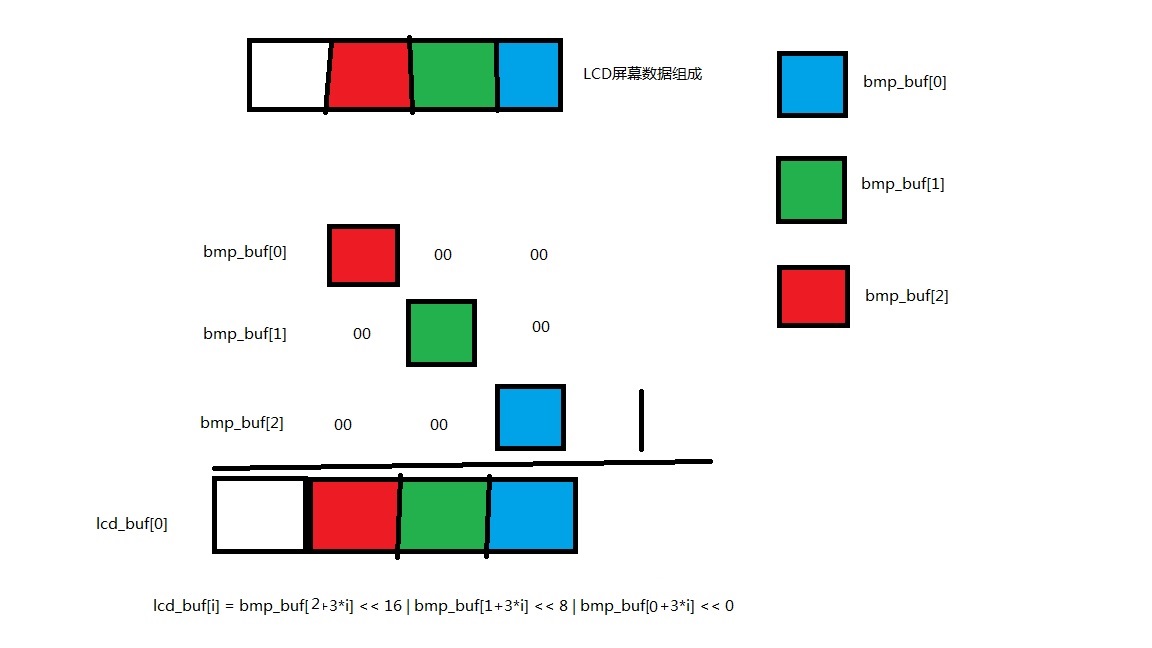 LCD屏幕数据组成
bmp_buf[0]
bmp_buf[1]
bmp_buf[2]
bmp_buf[0] 00 00
bmp_buf[1] 00 00
bmp_buf[2] 00 00
lcd_buf[0]
lcd_buf[i] = bmp_buf[2+3*i] << 16 | bmp_buf[1+3*i] << 8 | bmp_buf[0+3*i] << 0